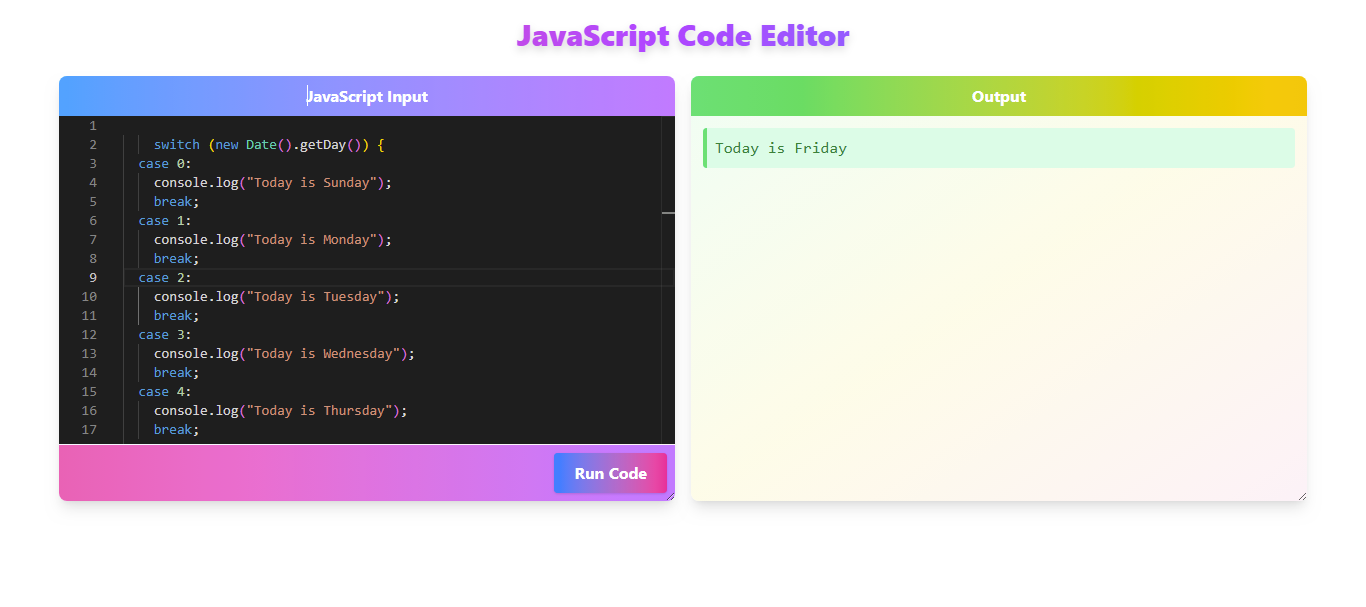 JavaScript Code Editor
JavaScript Input
1
2 switch (new Date().getDay()) {
3 case 0:
4 console.log("Today is Sunday");
5 break;
6 case 1:
7 console.log("Today is Monday");
8 break;
9 case 2:
10 console.log("Today is Tuesday");
11 break;
12 case 3:
13 console.log("Today is Wednesday");
14 break;
15 case 4:
16 console.log("Today is Thursday");
17 break;
Run Code
Output
Today is Friday